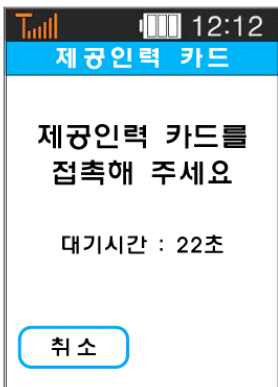 12:12
제공인력 카드
제공인력 카드를
접촉해 주세요
대기시간 : 22초
취소